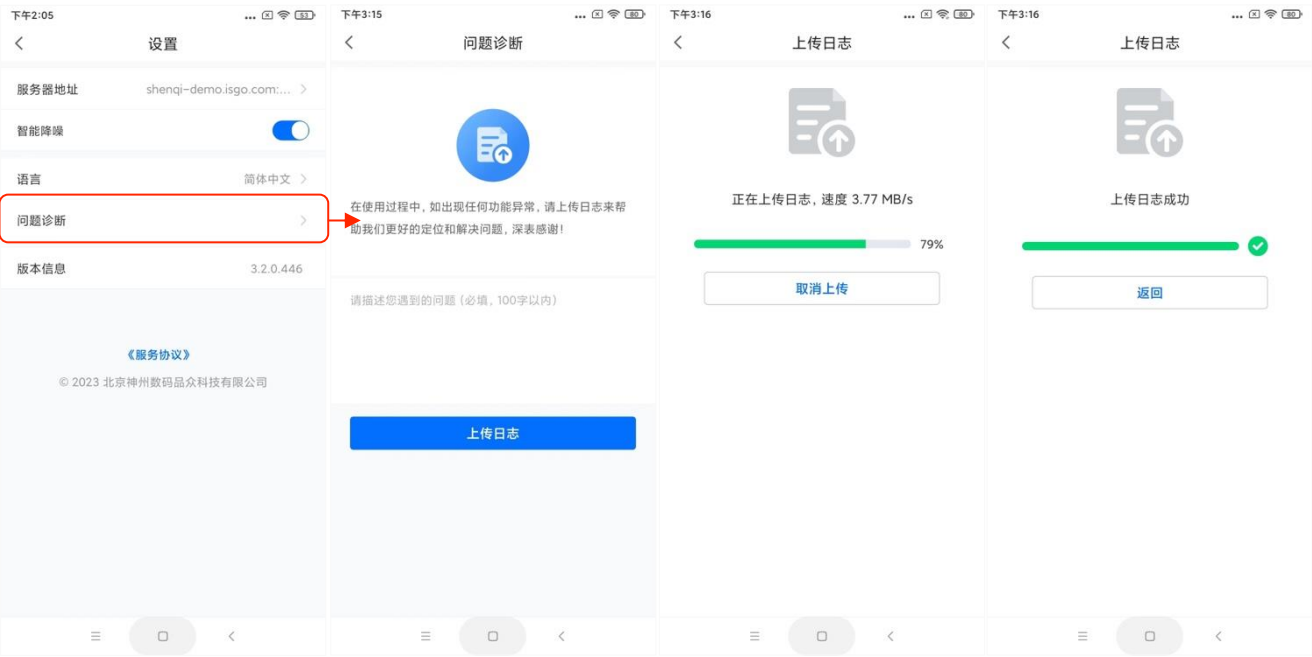 下午2:05
53
设置
服务器地址
shenqi-demo.isgo.com:...
智能降噪
语言
简体中文
问题诊断
版本信息
3.2.0.446
《服务协议》
© 2023 北京神州数码品众科技有限公司
下午3:15
80
问题诊断
在使用过程中，如出现任何功能异常，请上传日志来帮
助我们更好的定位和解决问题，深表感谢！
请描述您遇到的问题（必填，100字以内）
上传日志
下午3:16
80
上传日志
正在上传日志，速度 3.77 MB/s
79%
取消上传
下午3:16
80
上传日志
上传日志成功
返回